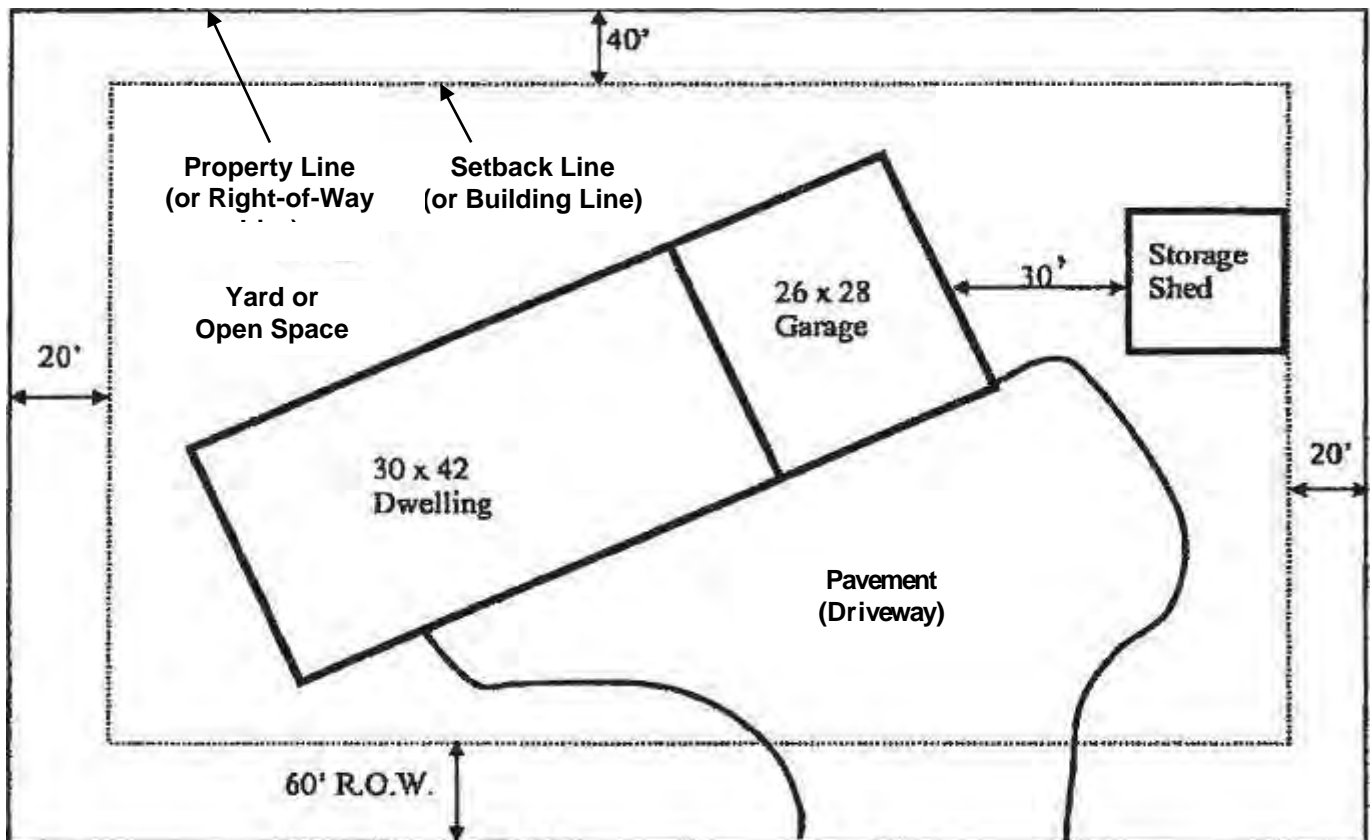 40'
Property Line
(or Right-of-Way
Setback Line
(or Building Line)
Yard or
Open Space
26 x 28
Garage
30'
Storage
Shed
20'
30 x 42
Dwelling
20'
Pavement
(Driveway)
60' R.O.W.